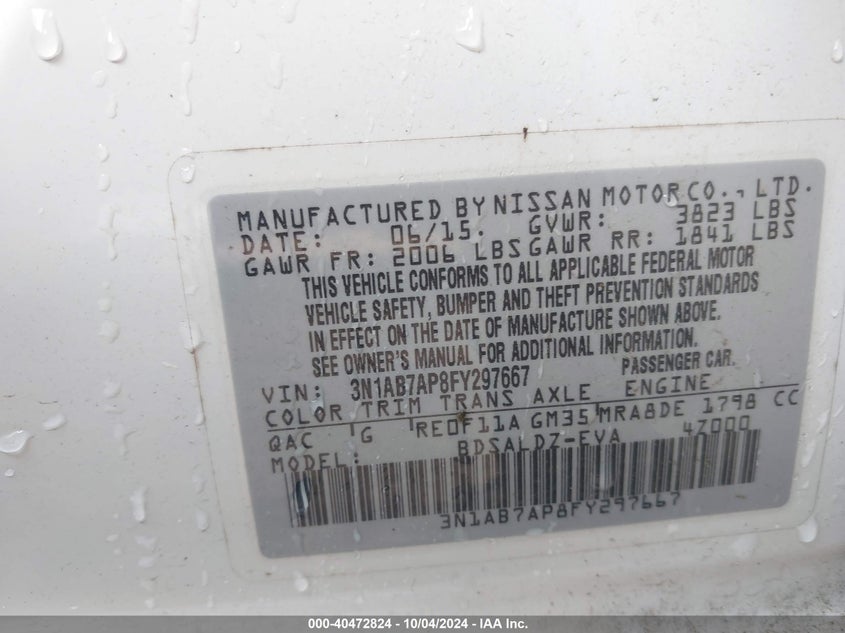 MANUFACTURED BY NISSAN MOTOR CO., LTD.
DATE: 06/15. GVWR: 3823 LBS
GAWR FR: 2006 LBS GAWR RR: 1841 LBS
THIS VEHICLE CONFORMS TO ALL APPLICABLE FEDERAL MOTOR
VEHICLE SAFETY, BUMPER AND THEFT PREVENTION STANDARDS
IN EFFECT ON THE DATE OF MANUFACTURE SHOWN ABOVE.
SEE OWNER'S MANUAL FOR ADDITIONAL INFORMATION.
PASSENGER CAR.
VIN: 3N1AB7AP8FY297667
COLOR TRIM TRANS AXLE ENGINE
QAC G RE0F11A GM35 MRA8DE 1798 CC
MODEL: BDSALDZ-EVA 4Z000
3N1AB7AP8FY297667
000-40472824 - 10/04/2024 - IAA Inc.